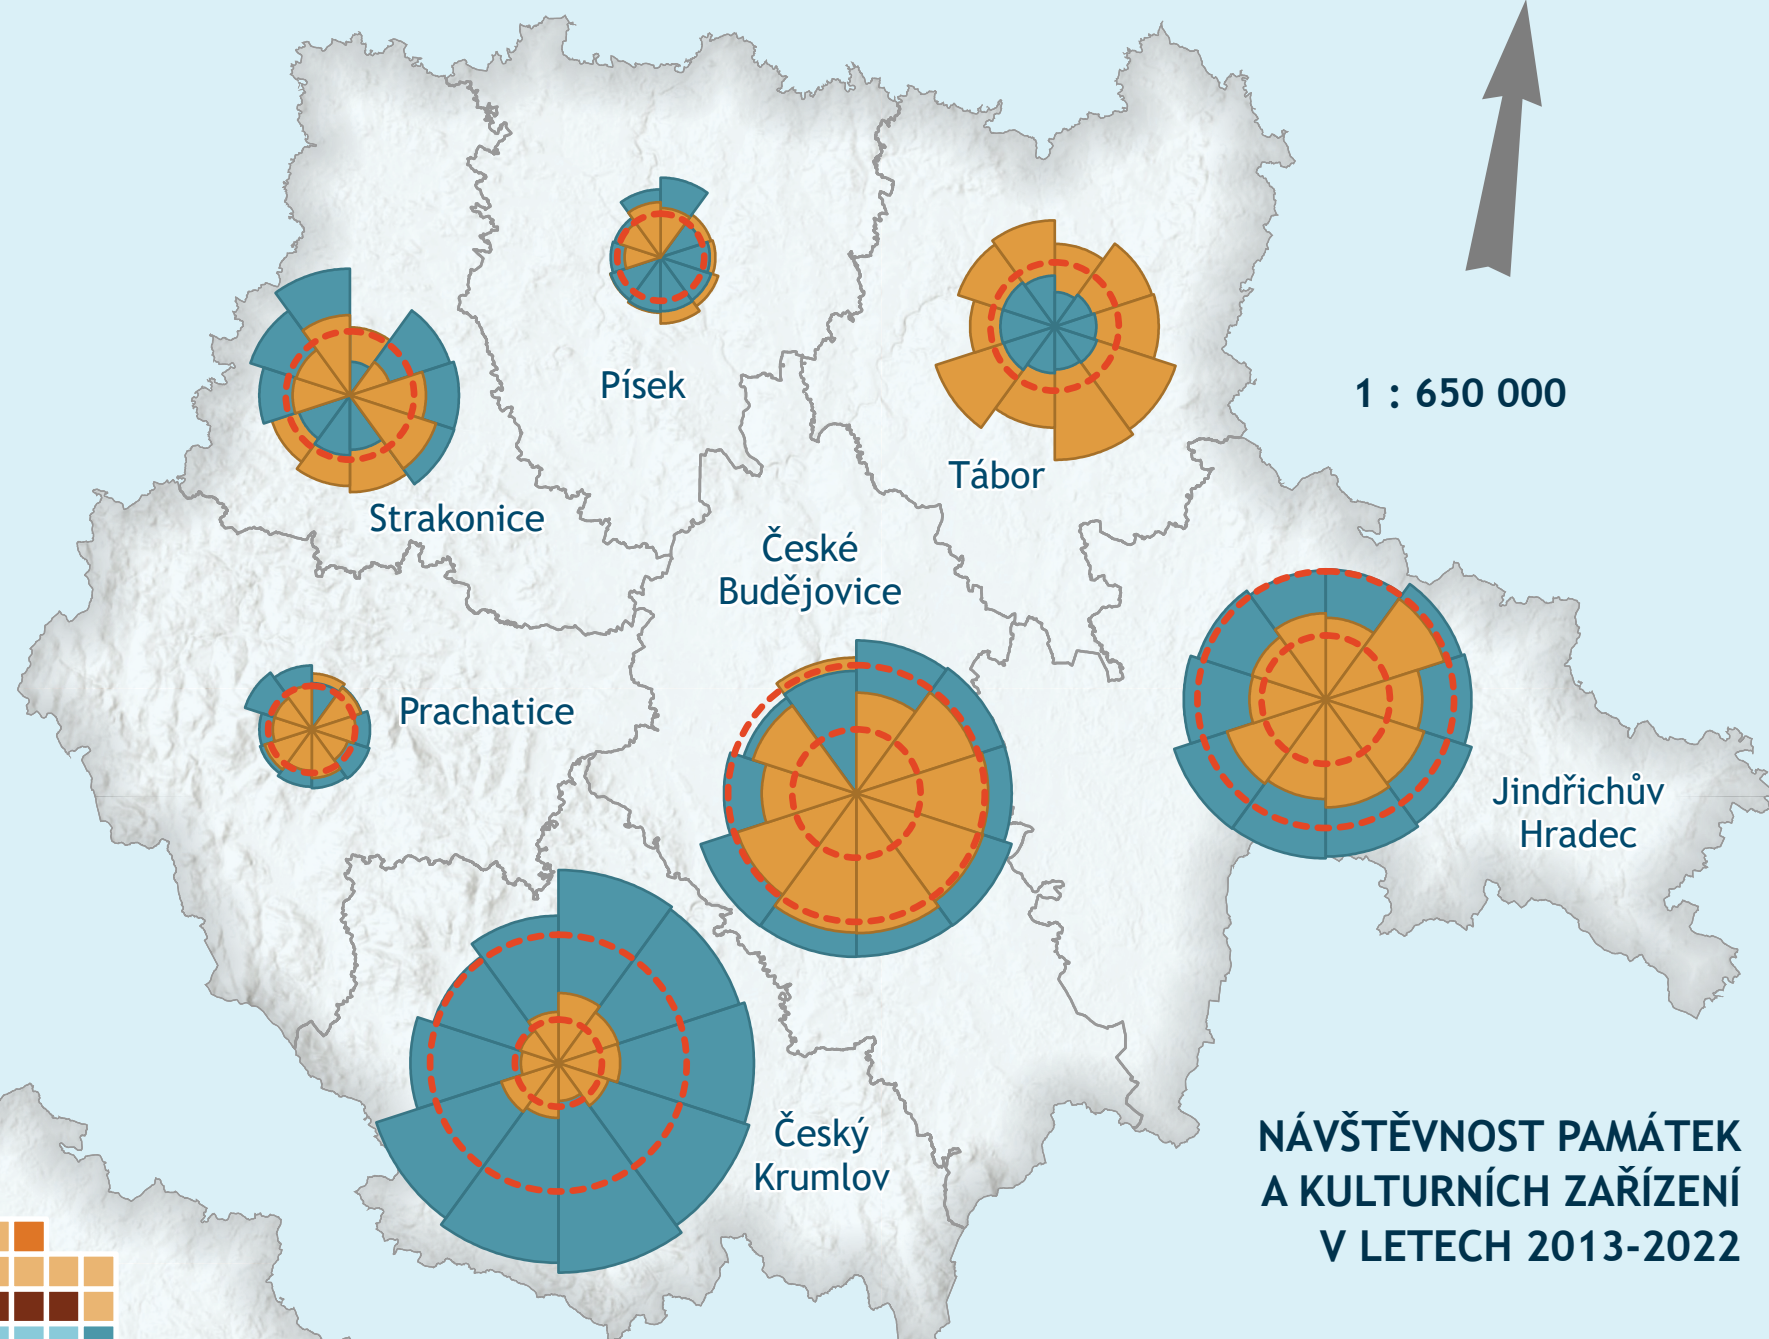 Písek
1 : 650 000
Tábor
Strakonice
České
Budějovice
Prachatice
Jindřichův
Hradec
Český
Krumlov
NÁVŠTĚVNOST PAMÁTEK
A KULTURNÍCH ZAŘÍZENÍ
V LETECH 2013-2022